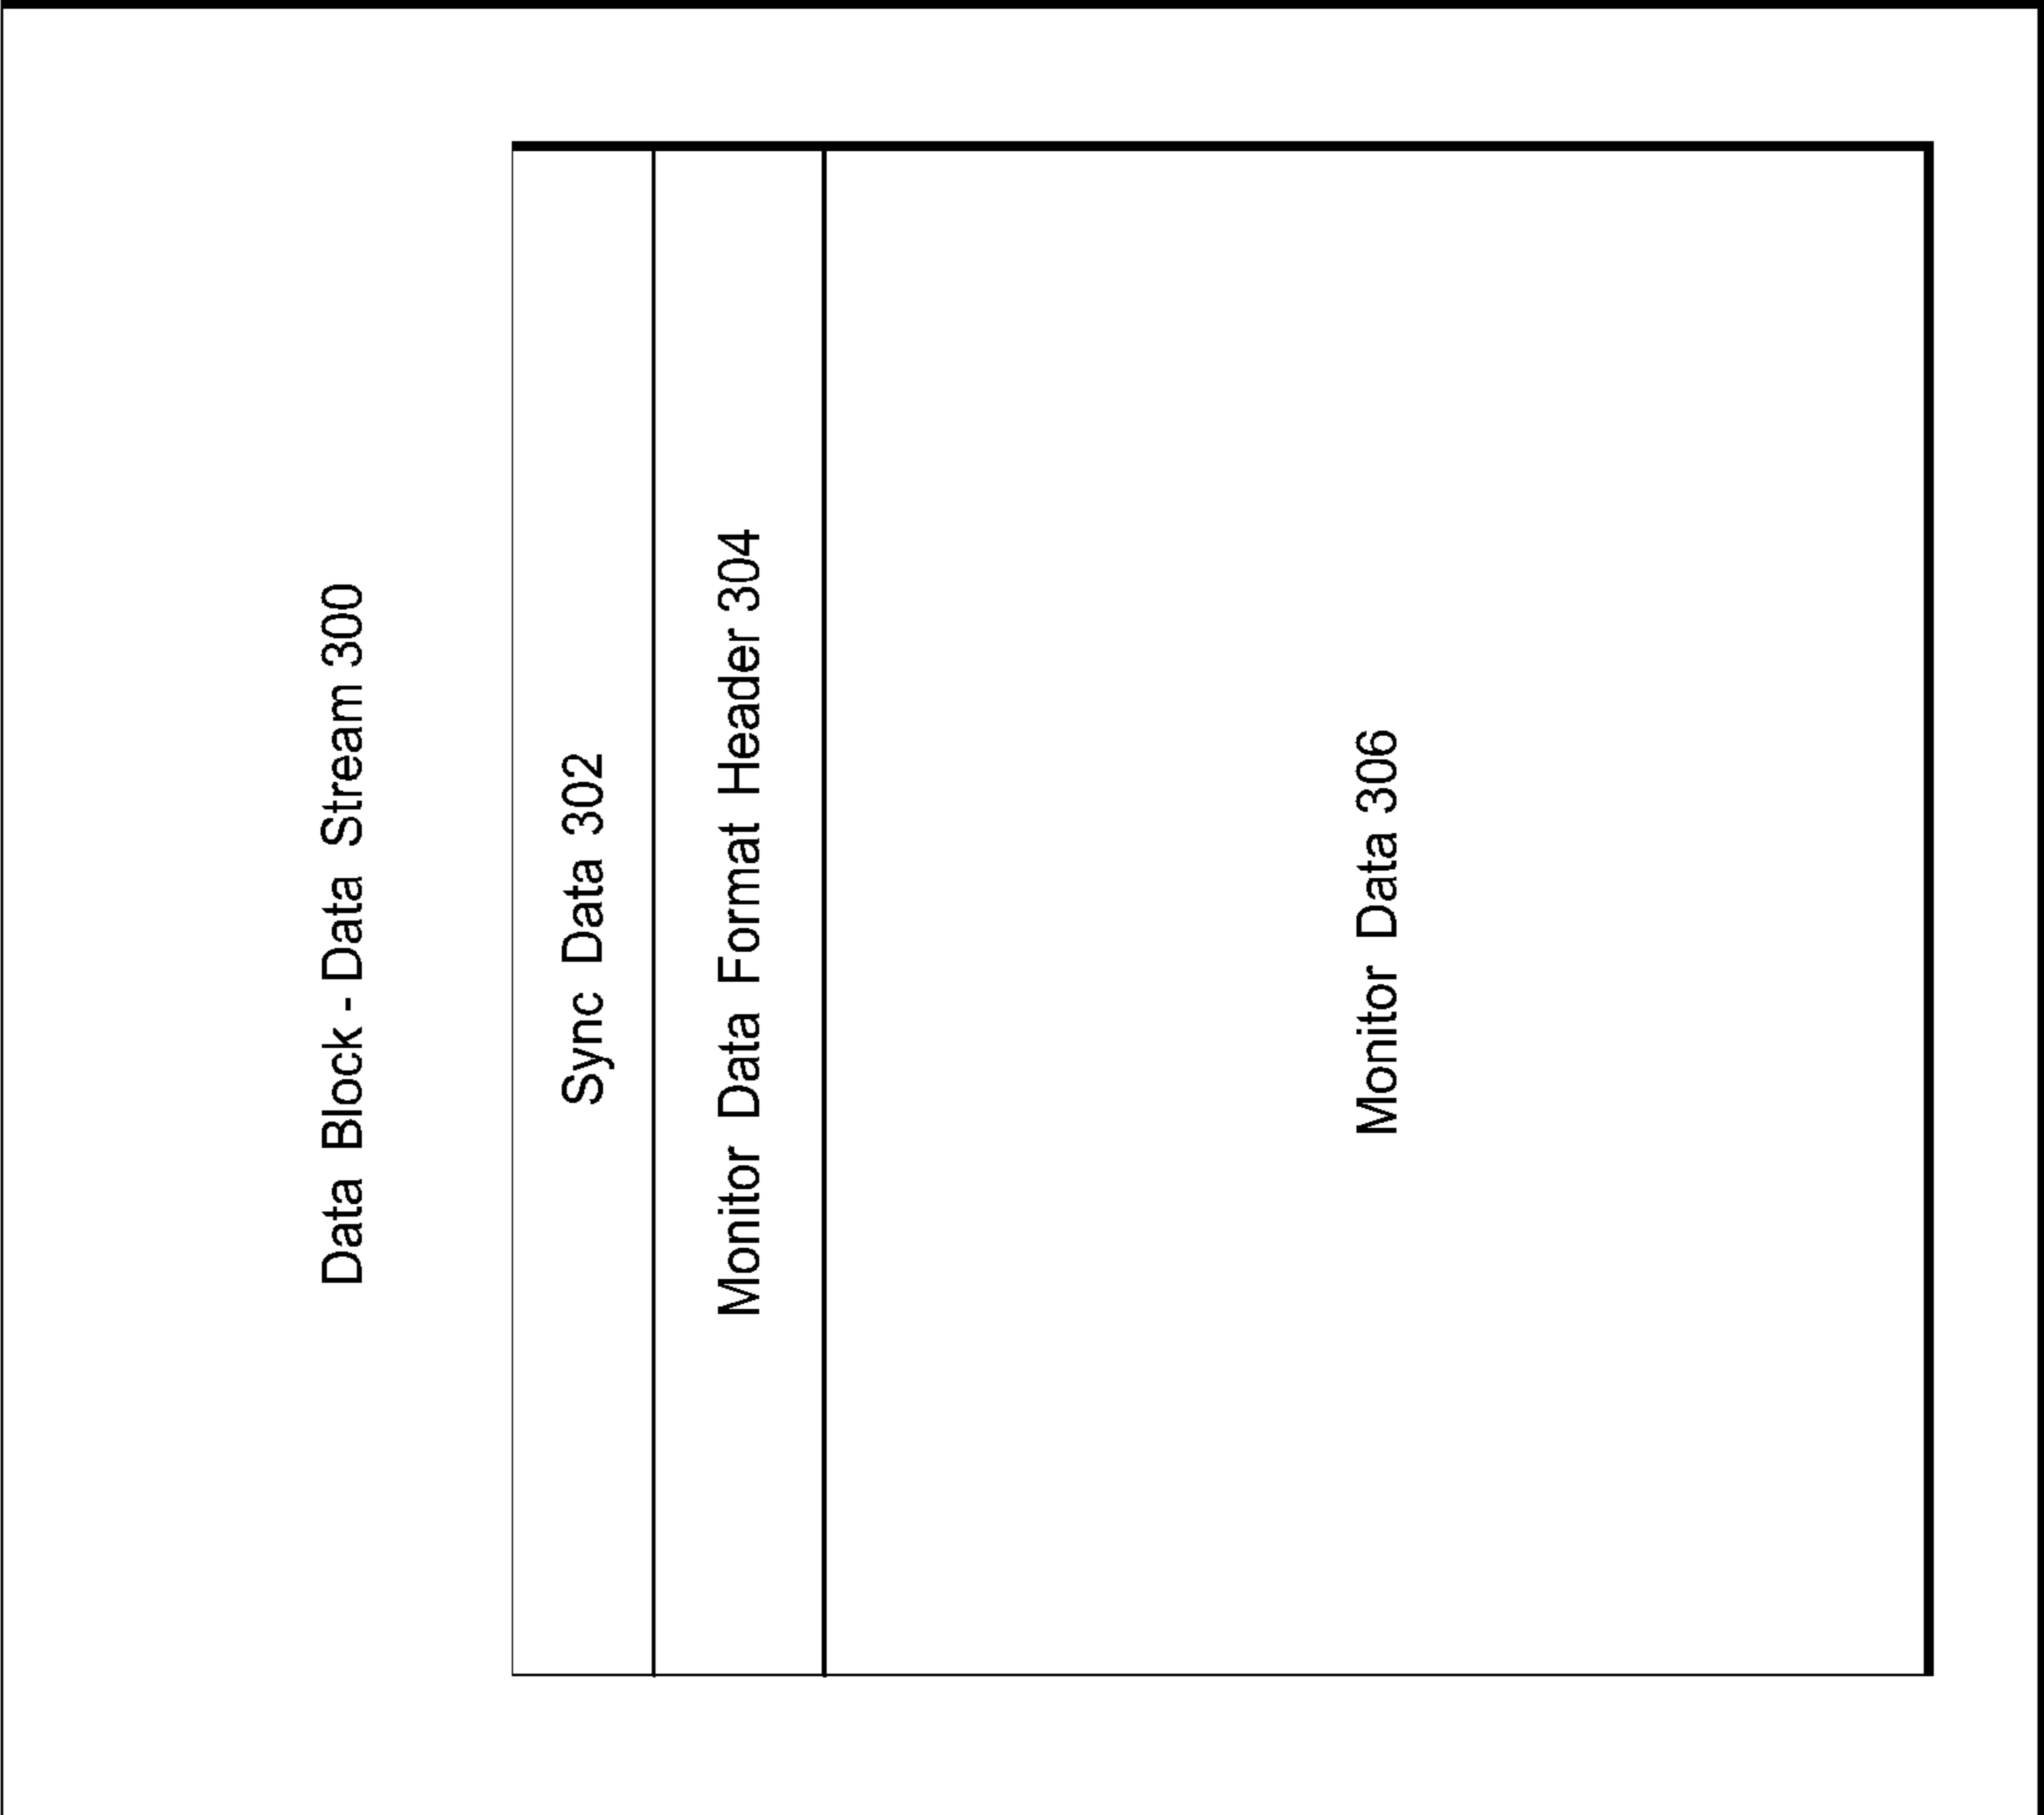 Data Block - Data Stream 300
Sync Data 302
Monitor Data Format Header 304
Monitor Data 306